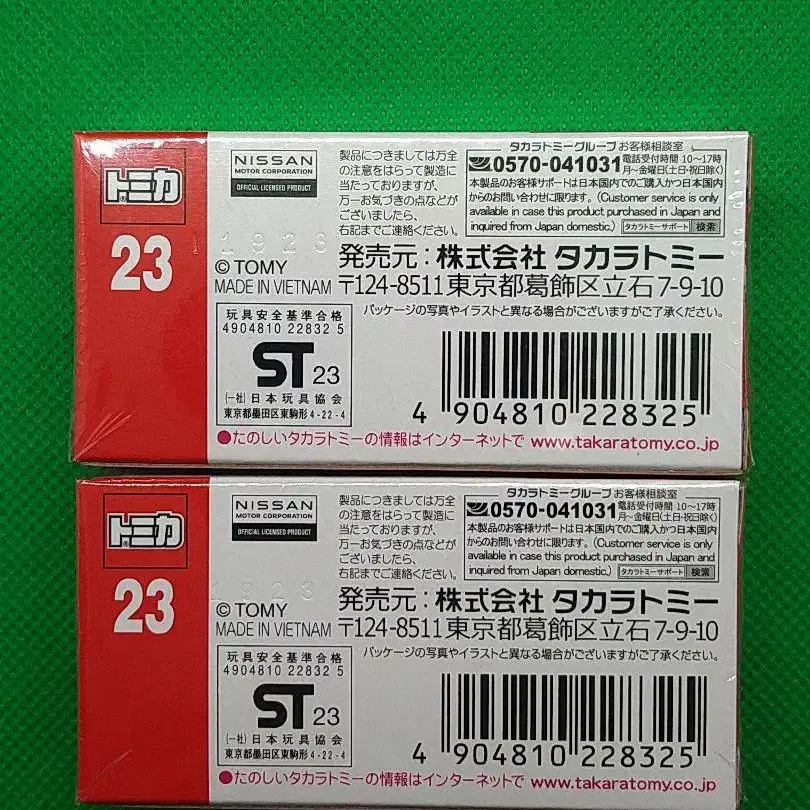 トミカ
23
NISSAN
MOTOR CORPORATION
OFFICIAL LICENSED PRODUCT
製品につきましては万全
の注意をはらって製造に
当たっておりますが、
万一お気づきの点などが
ございましたら、
右記までご連絡ください。
タカラトミーグループ お客様相談室
0570-041031 電話受付時間 10〜17時
月〜金曜日(土・日・祝日除く)
本製品のお客様サポートは日本国内でのご購入かつ日本国内
からのお問い合わせに限ります。(Customer service is only
available in case this product purchased in Japan and
inquired from Japan domestic.) タカラトミーサポート 検索
1923
© TOMY
MADE IN VIETNAM
発売元:株式会社 タカラトミー
〒124-8511 東京都葛飾区立石7-9-10
パッケージの写真やイラストと異なる場合がございますがご了承ください。
玩具安全基準合格
4904810 22832 5
ST 23
(一社)日本玩具協会
東京都墨田区東駒形4-22-4
4 904810 228325
●たのしいタカラトミーの情報はインターネットで www.takaratomy.co.jp
トミカ
23
NISSAN
MOTOR CORPORATION
OFFICIAL LICENSED PRODUCT
製品につきましては万全
の注意をはらって製造に
当たっておりますが、
万一お気づきの点などが
ございましたら、
右記までご連絡ください。
タカラトミーグループ お客様相談室
0570-041031 電話受付時間 10〜17時
月〜金曜日(土・日・祝日除く)
本製品のお客様サポートは日本国内でのご購入かつ日本国内
からのお問い合わせに限ります。(Customer service is only
available in case this product purchased in Japan and
inquired from Japan domestic.) タカラトミーサポート 検索
1923
© TOMY
MADE IN VIETNAM
発売元:株式会社 タカラトミー
〒124-8511 東京都葛飾区立石7-9-10
パッケージの写真やイラストと異なる場合がございますがご了承ください。
玩具安全基準合格
4904810 22832 5
ST 23
(一社)日本玩具協会
東京都墨田区東駒形4-22-4
4 904810 228325
●たのしいタカラトミーの情報はインターネットで www.takaratomy.co.jp